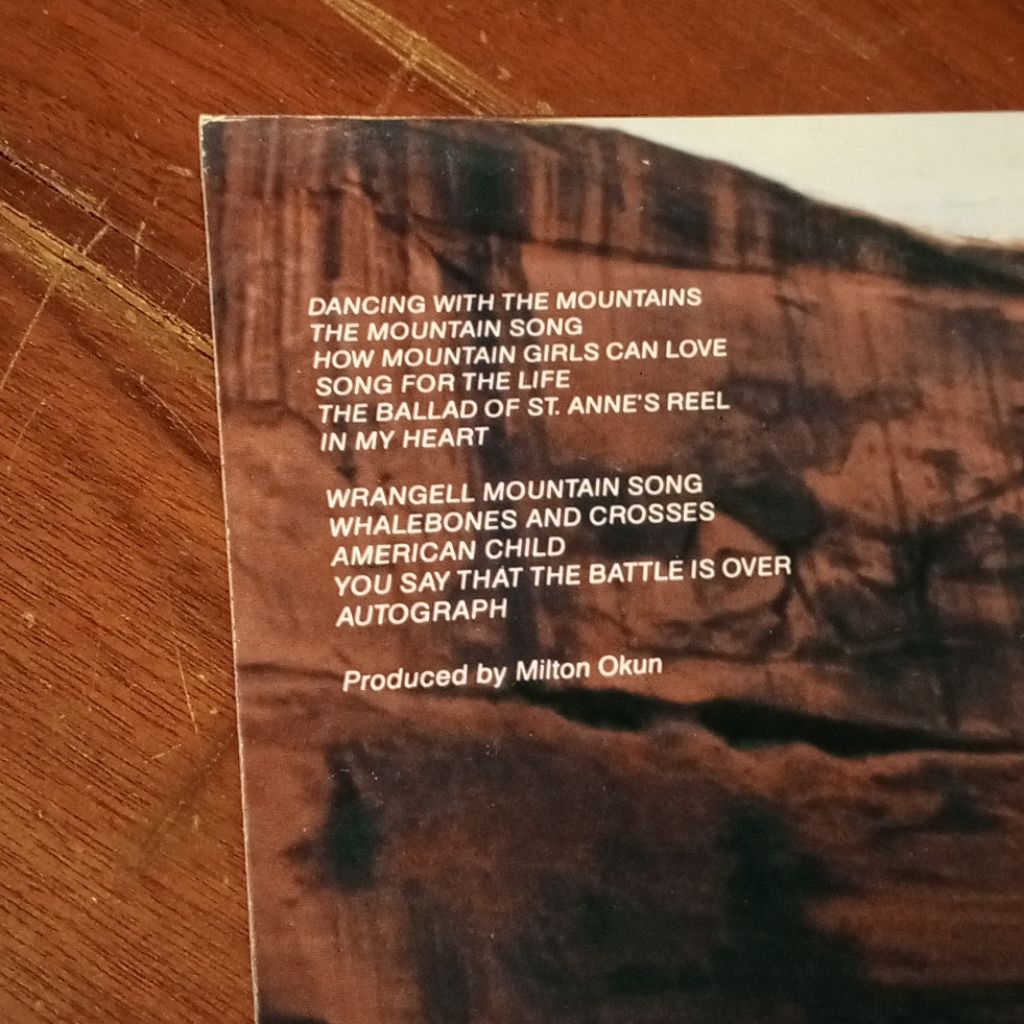 DANCING WITH THE MOUNTAINS
THE MOUNTAIN SONG
HOW MOUNTAIN GIRLS CAN LOVE
SONG FOR THE LIFE
THE BALLAD OF ST. ANNE'S REEL
IN MY HEART
WRANGELL MOUNTAIN SONG
WHALEBONES AND CROSSES
AMERICAN CHILD
YOU SAY THAT THE BATTLE IS OVER
AUTOGRAPH
Produced by Milton Okun